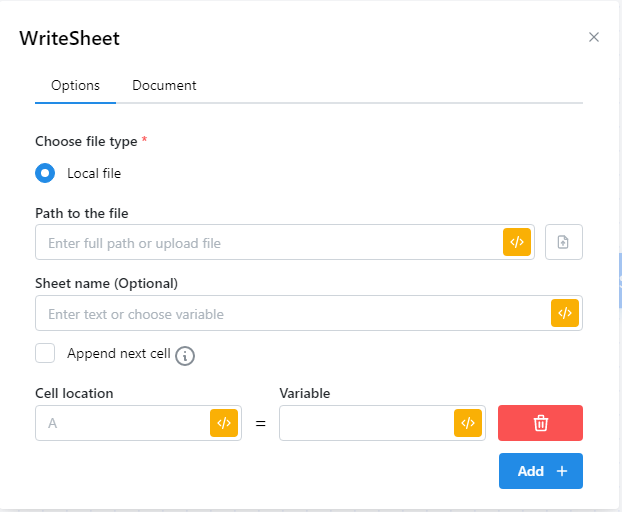 WriteSheet
Options Document
Choose file type *
Local file
Path to the file
Enter full path or upload file </>
Sheet name (Optional)
Enter text or choose variable </>
Append next cell i
Cell location Variable
A </> = </>
Add +